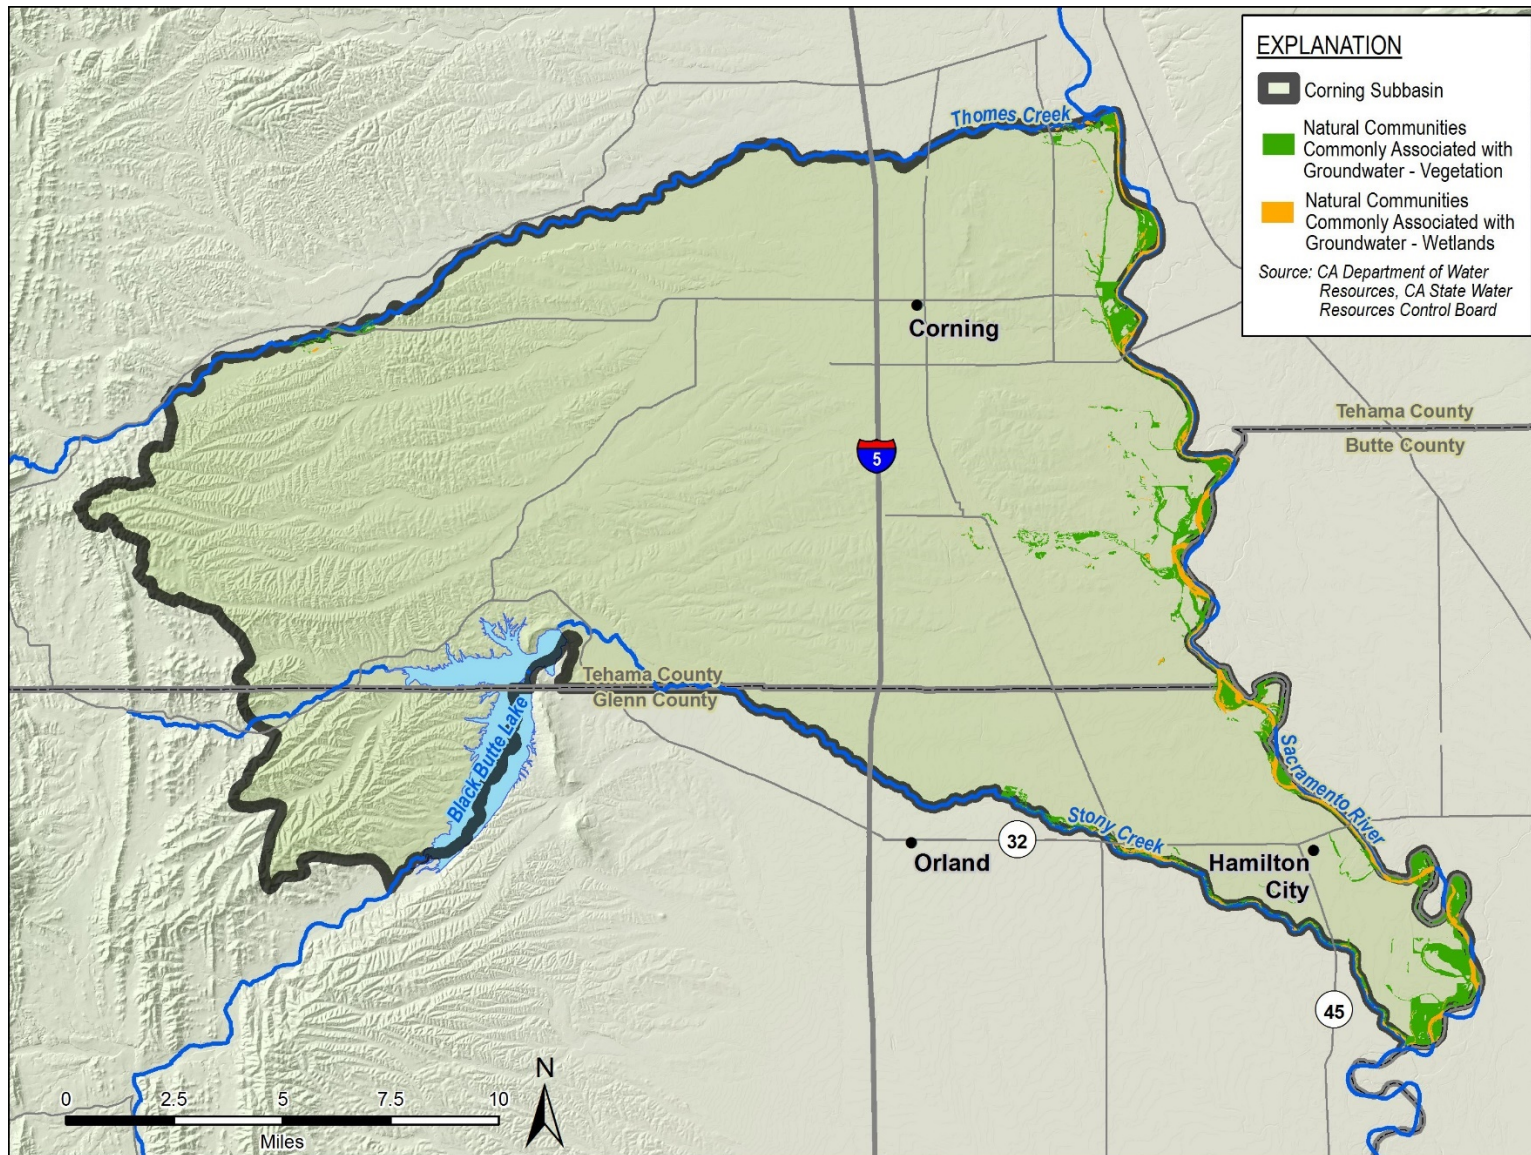 EXPLANATION
Corning Subbasin
Natural Communities
Commonly Associated with
Groundwater - Vegetation
Natural Communities
Commonly Associated with
Groundwater - Wetlands
Source: CA Department of Water
Resources, CA State Water
Resources Control Board
Thomes Creek
Corning
Tehama County
Butte County
5
Tehama County
Glenn County
Black Butte Lake
Sacramento River
Stony Creek
32
Orland
Hamilton
City
45
N
0 2.5 5 7.5 10
Miles